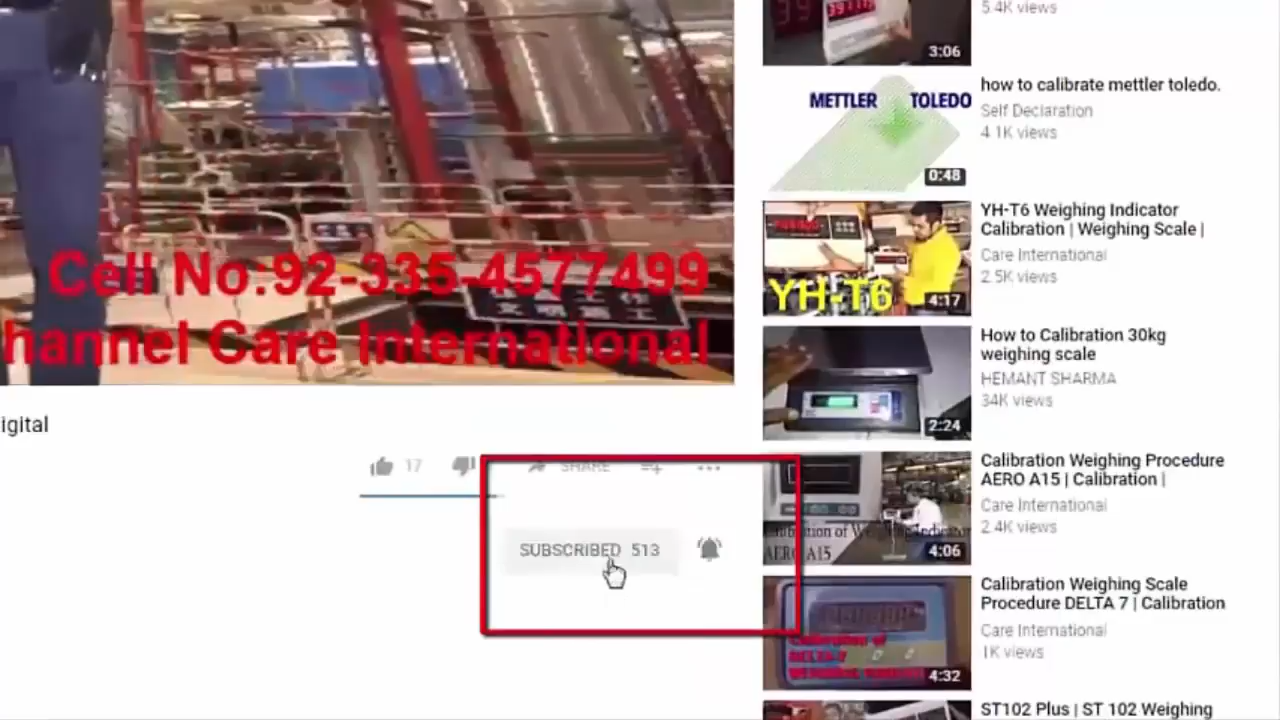 Cell No:92-335-4577499
hannel Care International
igital
17
SHARE
SUBSCRIBED 513
5.4K views
3:06
how to calibrate mettler toledo.
Self Declaration
4.1K views
METTLER TOLEDO
0:48
YH-T6 Weighing Indicator
Calibration | Weighing Scale |
Care International
2.5K views
YH-T6
4:17
How to Calibration 30kg
weighing scale
HEMANT SHARMA
34K views
2:24
Calibration Weighing Procedure
AERO A15 | Calibration |
Care International
2.4K views
of Weighing Indicator
AERO A15
4:06
Calibration Weighing Scale
Procedure DELTA 7 | Calibration
Care International
1K views
4:32
ST102 Plus | ST 102 Weighing